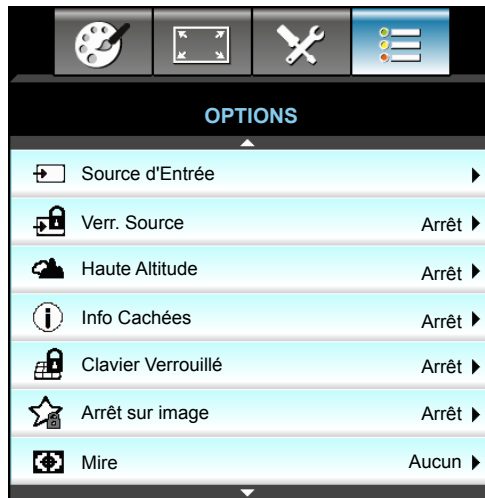 OPTIONS
Source d'Entrée
Verr. Source Arrêt
Haute Altitude Arrêt
Info Cachées Arrêt
Clavier Verrouillé Arrêt
Arrêt sur image Arrêt
Mire Aucun